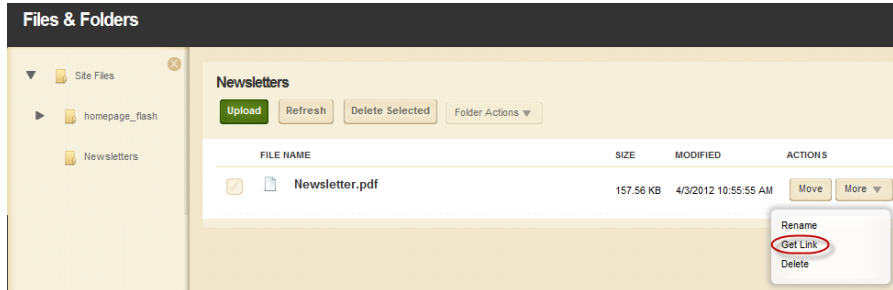 Files & Folders
Site Files
homepage_flash
Newsletters
Newsletters
Upload Refresh Delete Selected Folder Actions
FILE NAME SIZE MODIFIED ACTIONS
Newsletter.pdf 157.56 KB 4/3/2012 10:55:55 AM Move More
Rename
Get Link
Delete